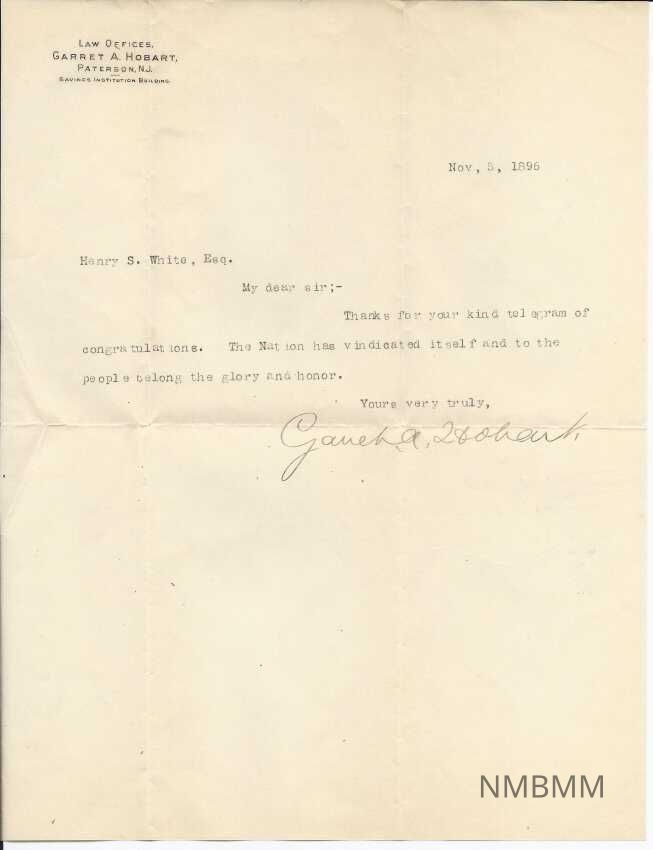 LAW OFFICES,
GARRET A. HOBART,
PATERSON, N.J.
SAVINGS INSTITUTION BUILDING.
Nov, 5, 1896
Henry S. White, Esq.
My dear sir;-
Thanks for your kind telegram of
congratulations. The Nation has vindicated itself and to the
people belong the glory and honor.
Yours very truly,
Garret A. Hobart
NMBMM